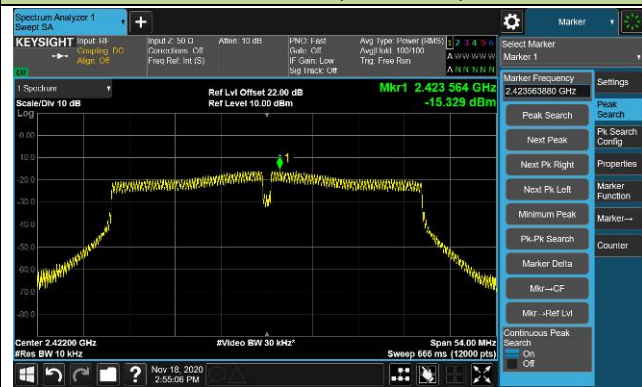 Spectrum Analyzer 1
Swept SA
Marker
KEYSIGHT
Input: RF
Coupling: DC
Align: Off
Input Z: 50 Ω
Corrections: Off
Freq Ref: Int (S)
Atten: 10 dB
PNO: Fast
Gate: Off
IF Gain: Low
Sig Track: Off
Avg Type: Power (RMS)
Avg|Hold: 100/100
Trig: Free Run
1 2 3 4 5 6
A W W W W W
A N N N N N
Select Marker
Marker 1
1 Spectrum
Scale/Div 10 dB
Log
Ref Lvl Offset 22.00 dB
Ref Level 10.00 dBm
Mkr1 2.423 564 GHz
-15.329 dBm
0.00
-10.0
-20.0
-30.0
-40.0
-50.0
-60.0
-70.0
-80.0
1
Center 2.42200 GHz
#Res BW 10 kHz
#Video BW 30 kHz*
Span 54.00 MHz
Sweep 666 ms (12000 pts)
Marker Frequency
2.423563880 GHz
Peak Search
Next Peak
Next Pk Right
Next Pk Left
Minimum Peak
Pk-Pk Search
Marker Delta
Mkr→CF
Mkr→Ref Lvl
Continuous Peak
Search
On
Off
Settings
Peak
Search
Pk Search
Config
Properties
Marker
Function
Marker→
Counter
?
Nov 18, 2020
2:55:06 PM